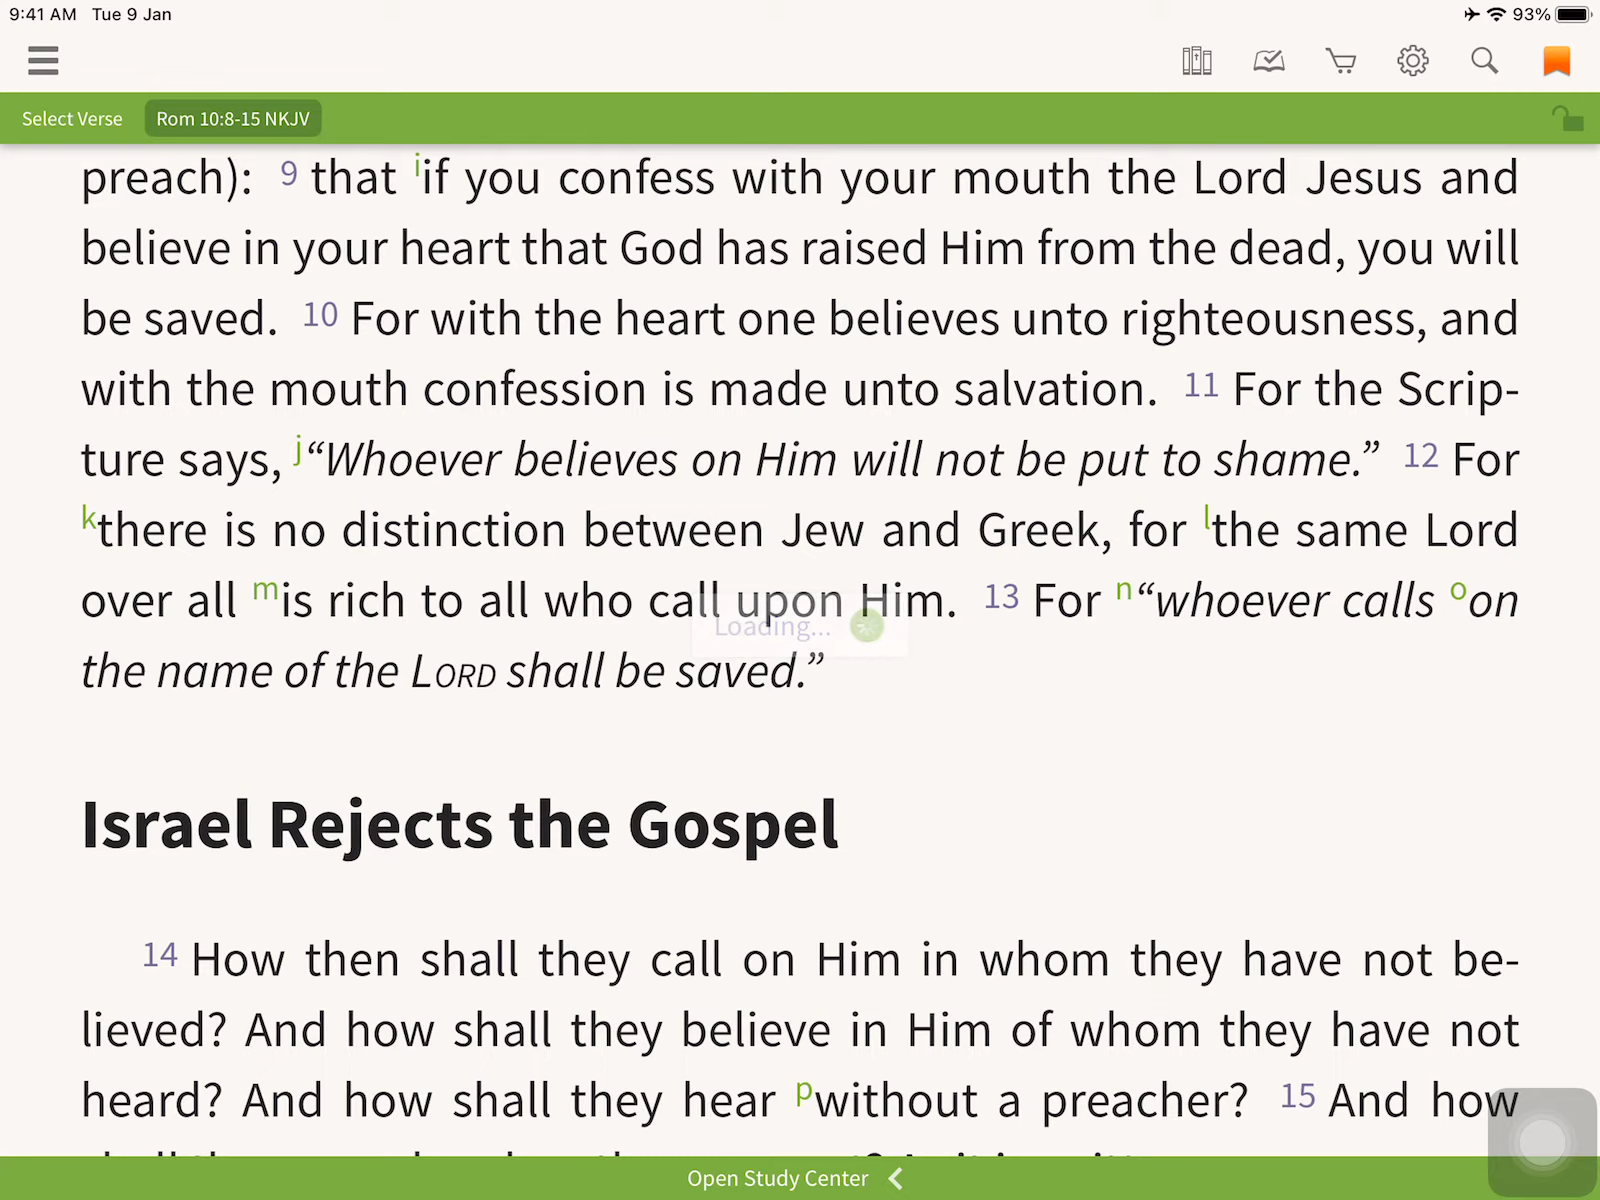 9:41 AM Tue 9 Jan
93%
Select Verse Rom 10:8-15 NKJV
preach): 9 that iif you confess with your mouth the Lord Jesus and
believe in your heart that God has raised Him from the dead, you will
be saved. 10 For with the heart one believes unto righteousness, and
with the mouth confession is made unto salvation. 11 For the Scrip-
ture says, j“Whoever believes on Him will not be put to shame.” 12 For
kthere is no distinction between Jew and Greek, for lthe same Lord
over all mis rich to all who call upon Him. 13 For n“whoever calls oon
Loading...
the name of the LORD shall be saved.”
Israel Rejects the Gospel
14 How then shall they call on Him in whom they have not be-
lieved? And how shall they believe in Him of whom they have not
heard? And how shall they hear pwithout a preacher? 15 And how
Open Study Center